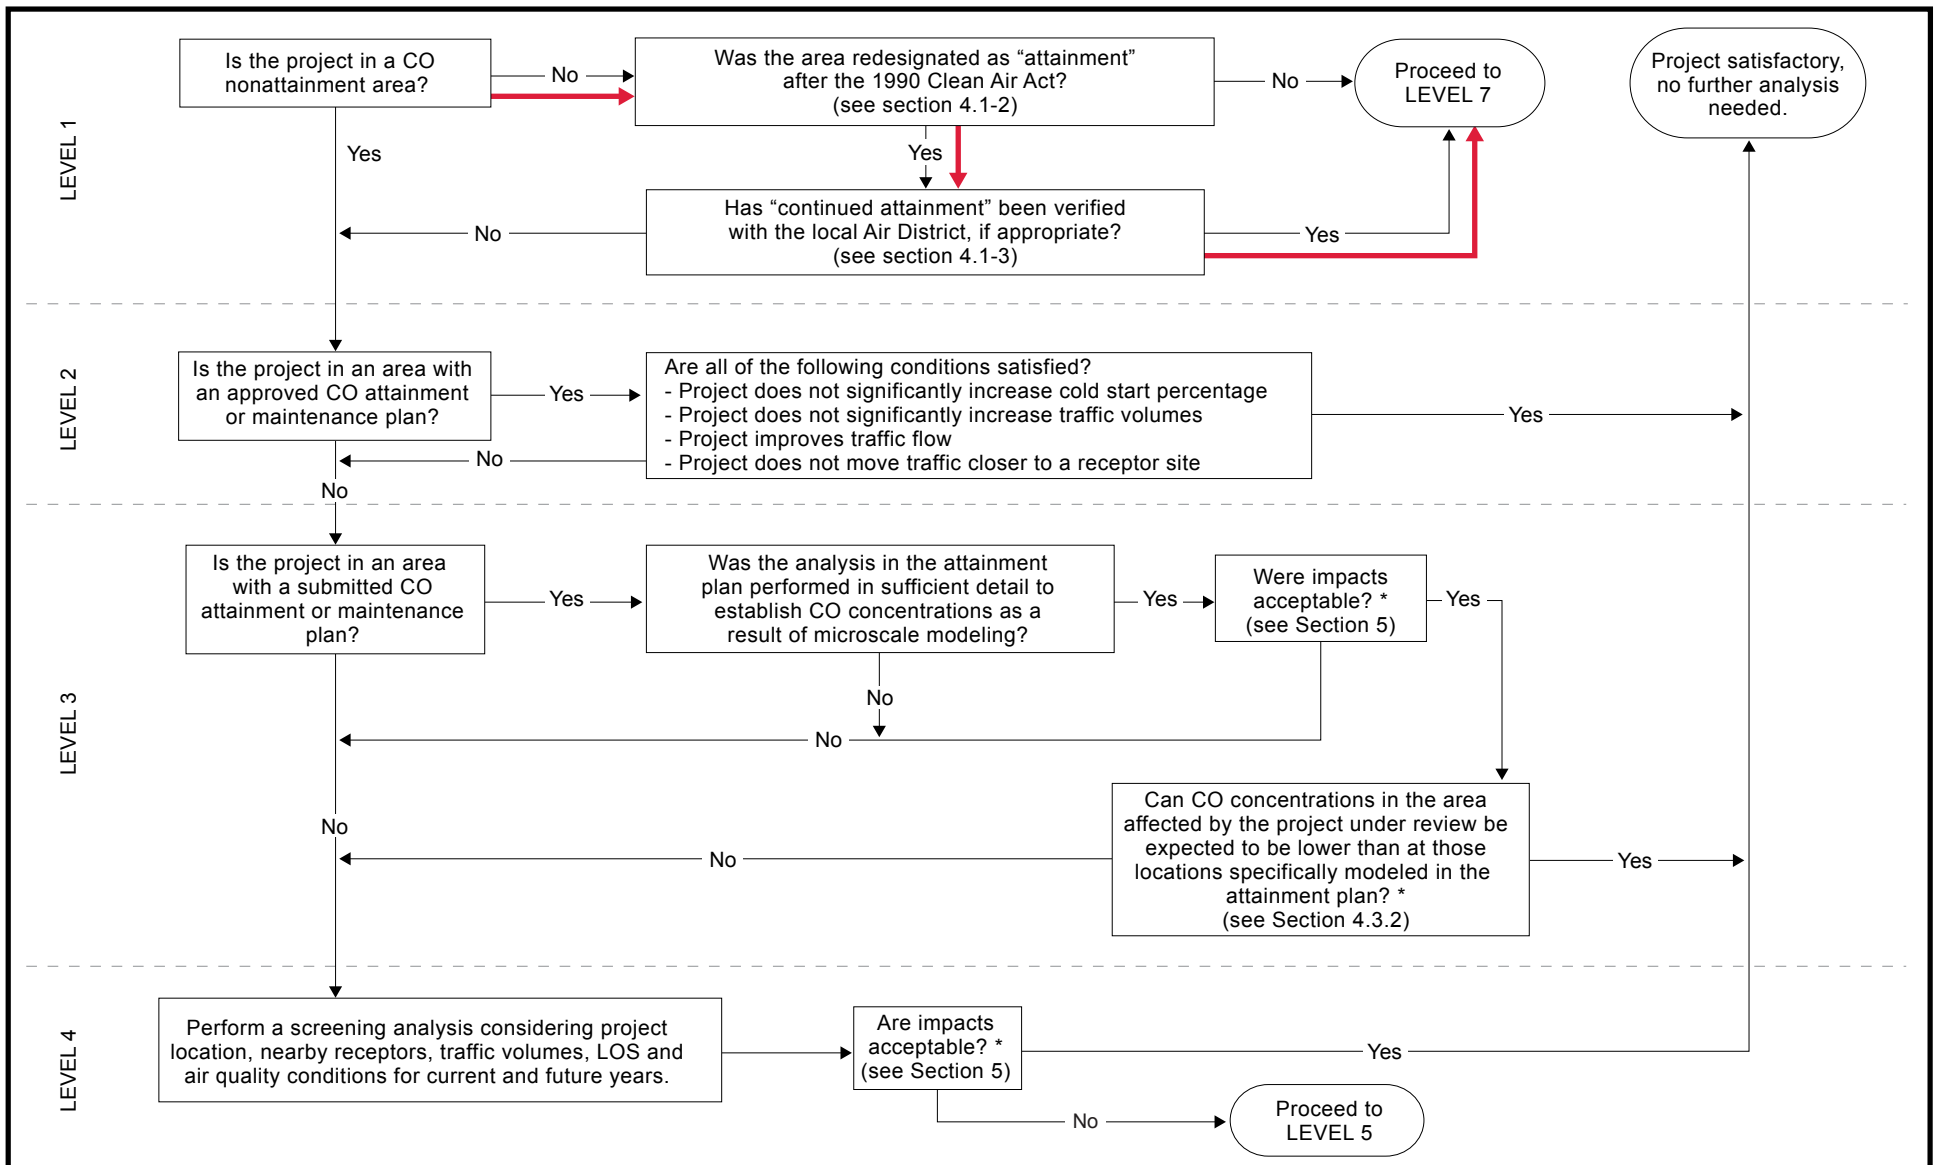 LEVEL 1
Is the project in a CO
nonattainment area?
No
Was the area redesignated as “attainment”
after the 1990 Clean Air Act?
(see section 4.1-2)
No
Proceed to
LEVEL 7
Project satisfactory,
no further analysis
needed.
Yes
Yes
Has “continued attainment” been verified
with the local Air District, if appropriate?
(see section 4.1-3)
No
Yes
LEVEL 2
Is the project in an area with
an approved CO attainment
or maintenance plan?
Yes
Are all of the following conditions satisfied?
- Project does not significantly increase cold start percentage
- Project does not significantly increase traffic volumes
- Project improves traffic flow
- Project does not move traffic closer to a receptor site
Yes
No
No
LEVEL 3
Is the project in an area
with a submitted CO
attainment or maintenance
plan?
Yes
Was the analysis in the attainment
plan performed in sufficient detail to
establish CO concentrations as a
result of microscale modeling?
Yes
Were impacts
acceptable? *
(see Section 5)
Yes
No
No
No
Can CO concentrations in the area
affected by the project under review be
expected to be lower than at those
locations specifically modeled in the
attainment plan? *
(see Section 4.3.2)
No
Yes
LEVEL 4
Perform a screening analysis considering project
location, nearby receptors, traffic volumes, LOS and
air quality conditions for current and future years.
Are impacts
acceptable? *
(see Section 5)
Yes
No
Proceed to
LEVEL 5